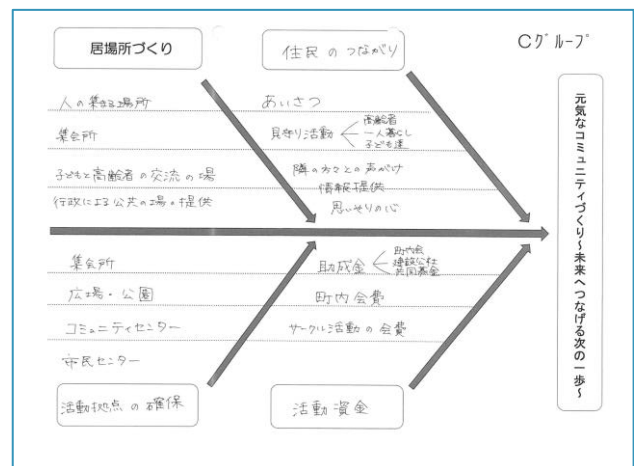 Cグループ
居場所づくり
人の集まる場所
集会所
子どもと高齢者の交流の場
行政による公共の場の提供
住民のつながり
あいさつ
見守り活動
高齢者
一人暮らし
子ども達
隣の方々との声がけ
情報提供
思いやりの心
集会所
広場・公園
コミュニティセンター
市民センター
活動拠点の確保
助成金
町内会
建設公社
共同募金
町内会費
サークル活動の会費
活動資金
元気なコミュニティづくり～未来へつなげる次の一歩～